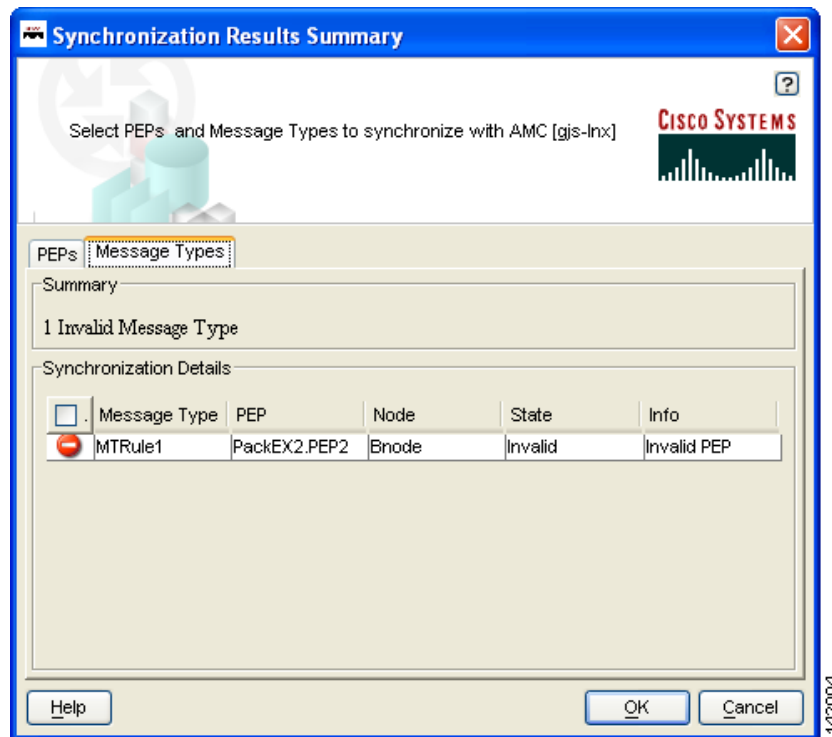 Synchronization Results Summary
?
Select PEPs and Message Types to synchronize with AMC [gjs-lnx]
CISCO SYSTEMS
PEPs Message Types
Summary
1 Invalid Message Type
Synchronization Details
. Message Type PEP Node State Info
MTRule1 PackEX2.PEP2 Bnode Invalid Invalid PEP
Help OK Cancel